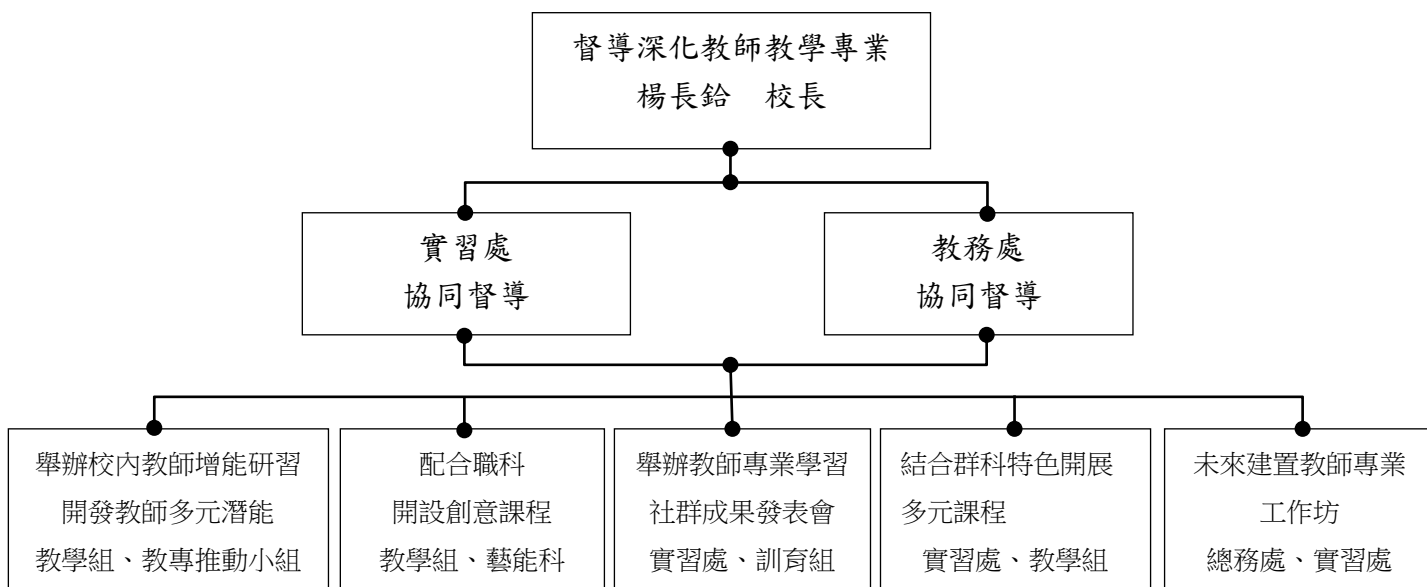 督導深化教師教學專業
楊長鉿　校長
實習處
協同督導
教務處
協同督導
舉辦校內教師增能研習
開發教師多元潛能
教學組、教專推動小組
配合職科
開設創意課程
教學組、藝能科
舉辦教師專業學習
社群成果發表會
實習處、訓育組
結合群科特色開展
多元課程
實習處、教學組
未來建置教師專業
工作坊
總務處、實習處